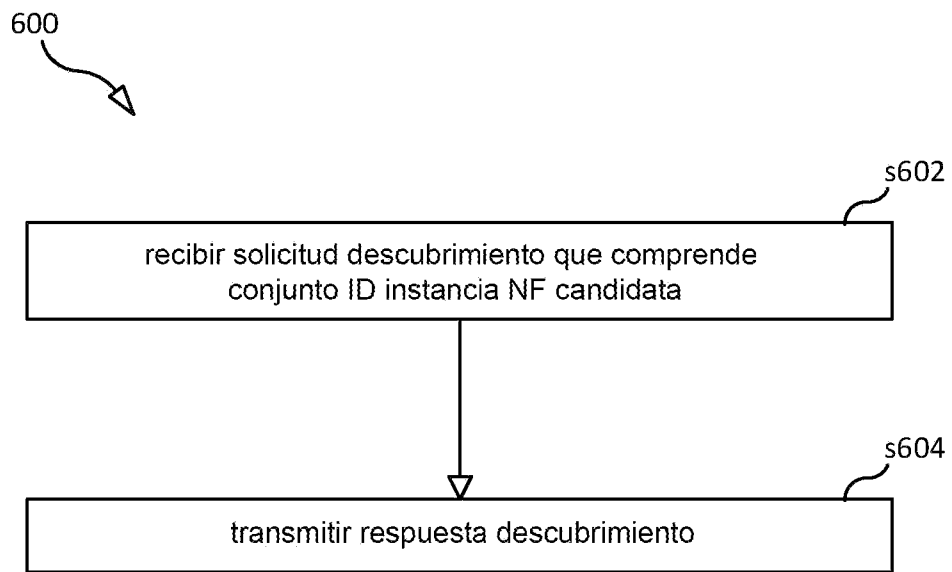 600
s602
recibir solicitud descubrimiento que comprende
conjunto ID instancia NF candidata
s604
transmitir respuesta descubrimiento